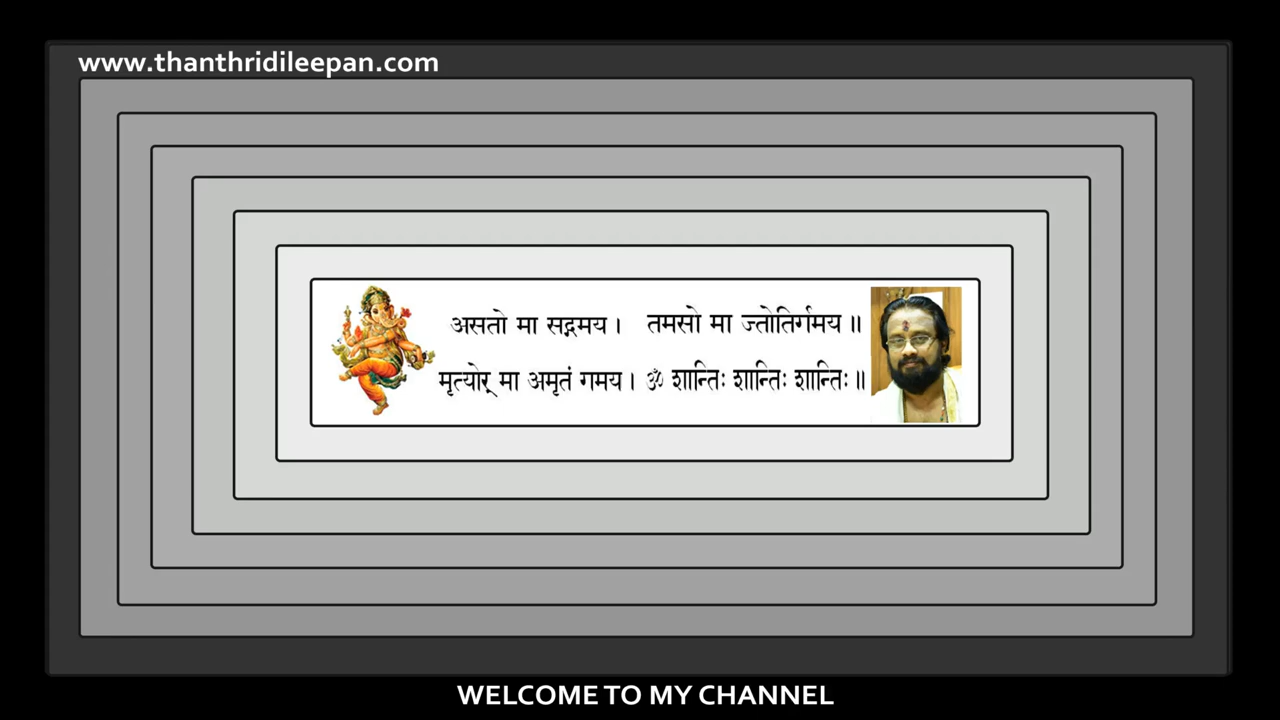 www.thanthridileepan.com
असतो मा सद्गमय। तमसो मा ज्तोतिर्गमय॥
मृत्योर् मा अमृतं गमय। ॐ शान्तिः शान्तिः शान्तिः॥
WELCOME TO MY CHANNEL